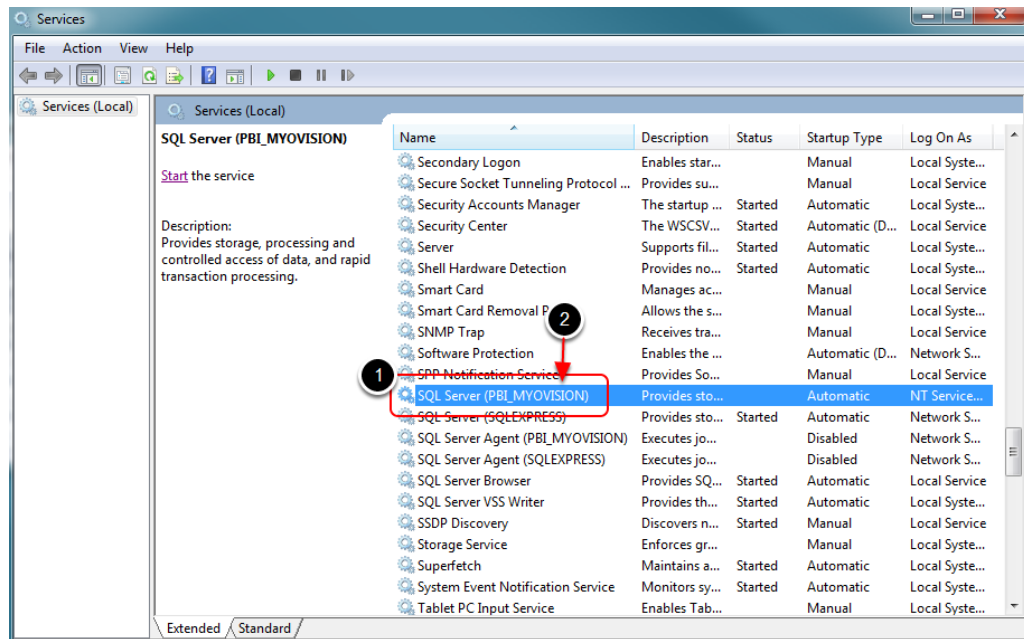 Services
File Action View Help
Services (Local)
Services (Local)
SQL Server (PBI_MYOVISION)
Start the service
Description:
Provides storage, processing and
controlled access of data, and rapid
transaction processing.
Name Description Status Startup Type Log On As
Secondary Logon Enables star... Manual Local Syste...
Secure Socket Tunneling Protocol ... Provides su... Manual Local Service
Security Accounts Manager The startup ... Started Automatic Local Syste...
Security Center The WSCSV... Started Automatic (D... Local Service
Server Supports fil... Started Automatic Local Syste...
Shell Hardware Detection Provides no... Started Automatic Local Syste...
Smart Card Manages ac... Manual Local Service
Smart Card Removal P Allows the s... Manual Local Syste...
2
SNMP Trap Receives tra... Manual Local Service
Software Protection Enables the ... Automatic (D... Network S...
SPP Notification Service Provides So... Manual Local Service
1
SQL Server (PBI_MYOVISION) Provides sto... Automatic NT Service...
SQL Server (SQLEXPRESS) Provides sto... Started Automatic Network S...
SQL Server Agent (PBI_MYOVISION) Executes jo... Disabled Network S...
SQL Server Agent (SQLEXPRESS) Executes jo... Disabled Network S...
SQL Server Browser Provides SQ... Started Automatic Local Service
SQL Server VSS Writer Provides th... Started Automatic Local Syste...
SSDP Discovery Discovers n... Started Manual Local Service
Storage Service Enforces gr... Manual Local Syste...
Superfetch Maintains a... Started Automatic Local Syste...
System Event Notification Service Monitors sy... Started Automatic Local Syste...
Tablet PC Input Service Enables Tab... Manual Local Syste...
Extended Standard